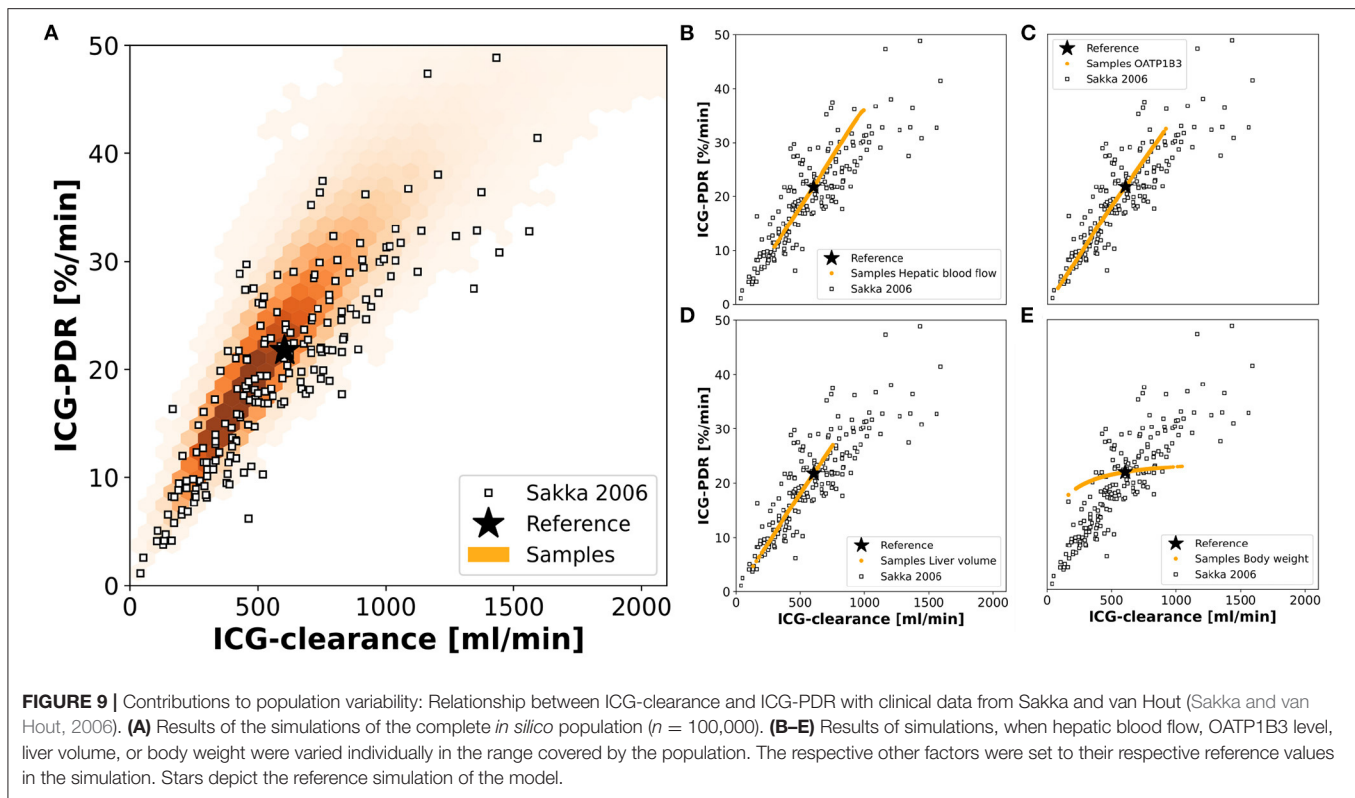 A
ICG-PDR [%/min]
50
40
30
20
10
0
0 500 1000 1500 2000
ICG-clearance [ml/min]
Sakka 2006
Reference
Samples
B
ICG-PDR [%/min]
50
40
30
20
10
0
Reference
Samples Hepatic blood flow
Sakka 2006
C
Reference
Samples OATP1B3
Sakka 2006
D
ICG-PDR [%/min]
50
40
30
20
10
0
0 500 1000 1500 2000
ICG-clearance [ml/min]
Reference
Samples Liver volume
Sakka 2006
E
0 500 1000 1500 2000
ICG-clearance [ml/min]
Reference
Samples Body weight
Sakka 2006
FIGURE 9 | Contributions to population variability: Relationship between ICG-clearance and ICG-PDR with clinical data from Sakka and van Hout (Sakka and van
Hout, 2006). (A) Results of the simulations of the complete in silico population (n = 100,000). (B–E) Results of simulations, when hepatic blood flow, OATP1B3 level,
liver volume, or body weight were varied individually in the range covered by the population. The respective other factors were set to their respective reference values
in the simulation. Stars depict the reference simulation of the model.